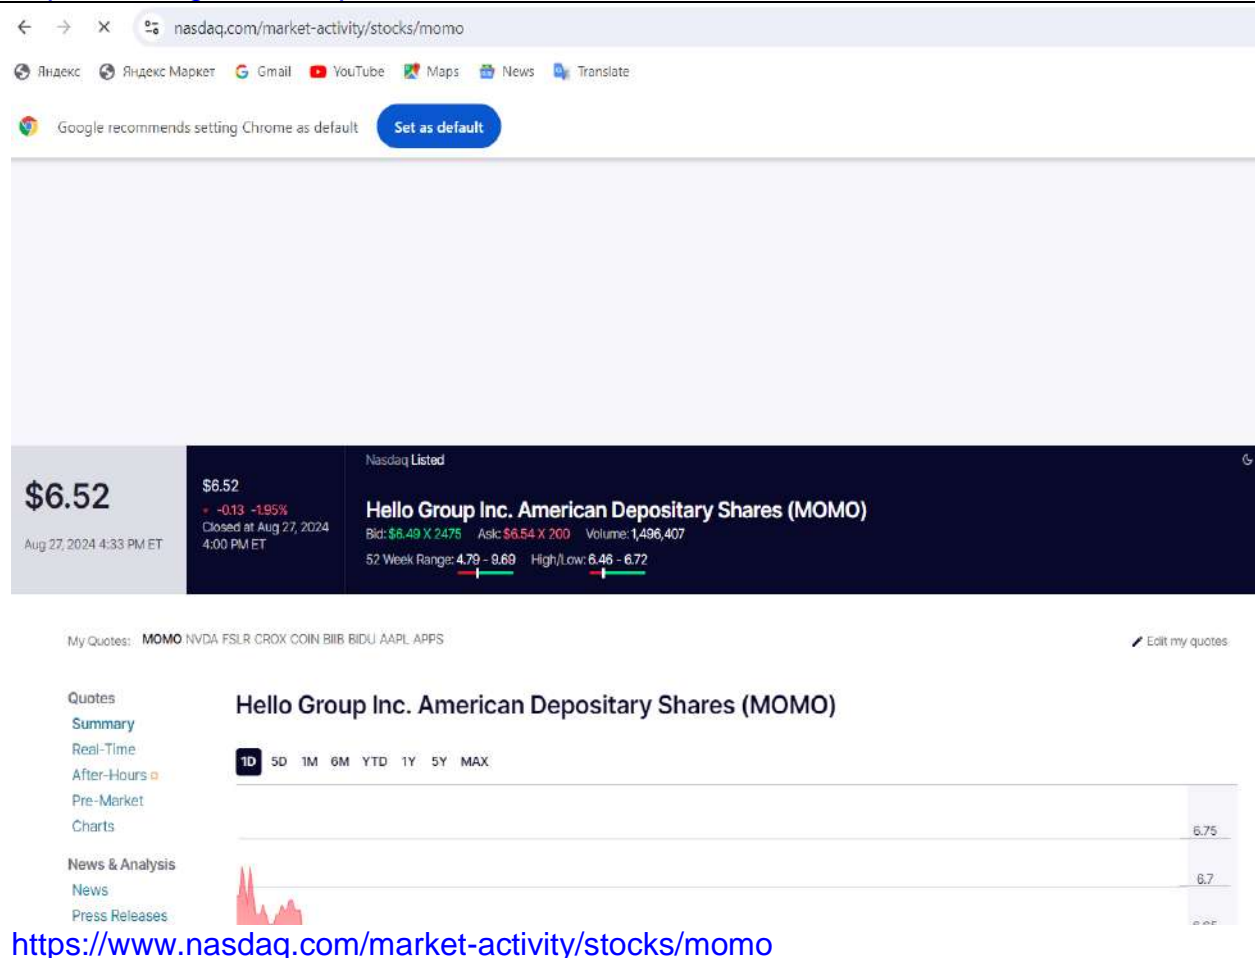 nasdaq.com/market-activity/stocks/momo
Яндекс Яндекс Маркет Gmail YouTube Maps News Translate
Google recommends setting Chrome as default Set as default
Nasdaq Listed
$6.52
$6.52
-0.13 -1.95%
Hello Group Inc. American Depositary Shares (MOMO)
Closed at Aug 27, 2024
4:00 PM ET
Bid: $6.49 X 2475 Ask: $6.54 X 200 Volume: 1,496,407
Aug 27, 2024 4:33 PM ET
52 Week Range: 4.79 - 9.69 High/Low: 6.46 - 6.72
My Quotes: MOMO NVDA FSLR CROX COIN BIIB BIDU AAPL APPS
Edit my quotes
Quotes
Summary
Real-Time
After-Hours
Pre-Market
Charts
News & Analysis
News
Press Releases
Hello Group Inc. American Depositary Shares (MOMO)
1D 5D 1M 6M YTD 1Y 5Y MAX
6.75
6.7
https://www.nasdaq.com/market-activity/stocks/momo